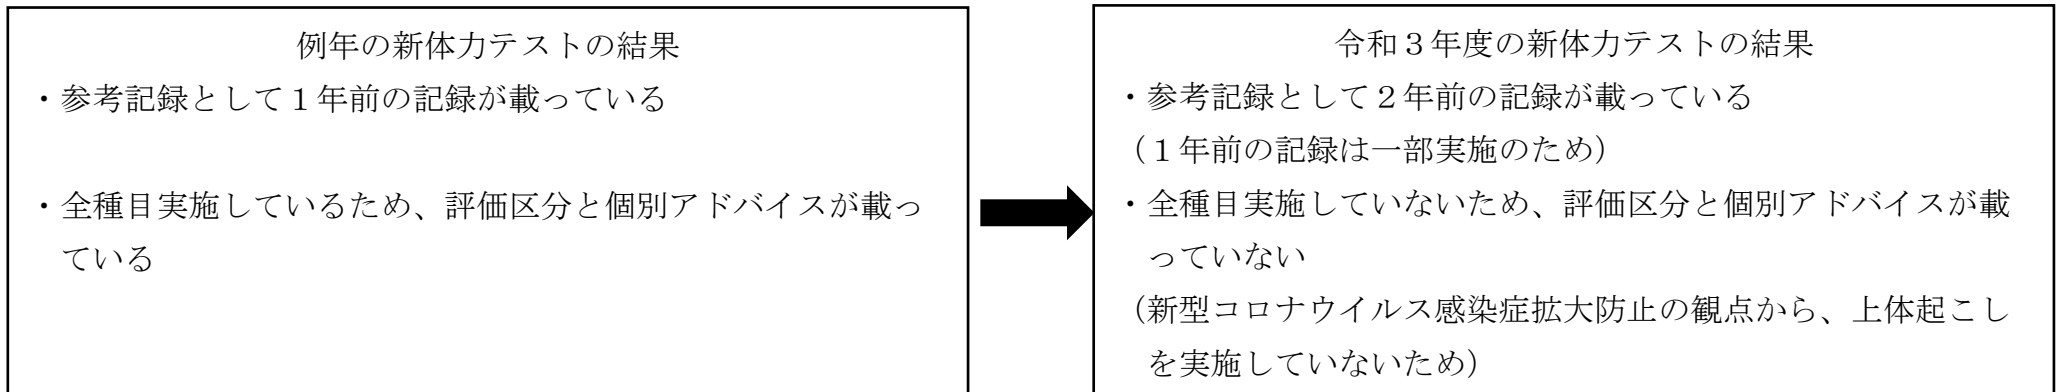 例年の新体力テストの結果
・参考記録として１年前の記録が載っている
・全種目実施しているため、評価区分と個別アドバイスが載っ
ている
令和３年度の新体力テストの結果
・参考記録として２年前の記録が載っている
（１年前の記録は一部実施のため）
・全種目実施していないため、評価区分と個別アドバイスが載
っていない
（新型コロナウイルス感染症拡大防止の観点から、上体起こし
を実施していないため）